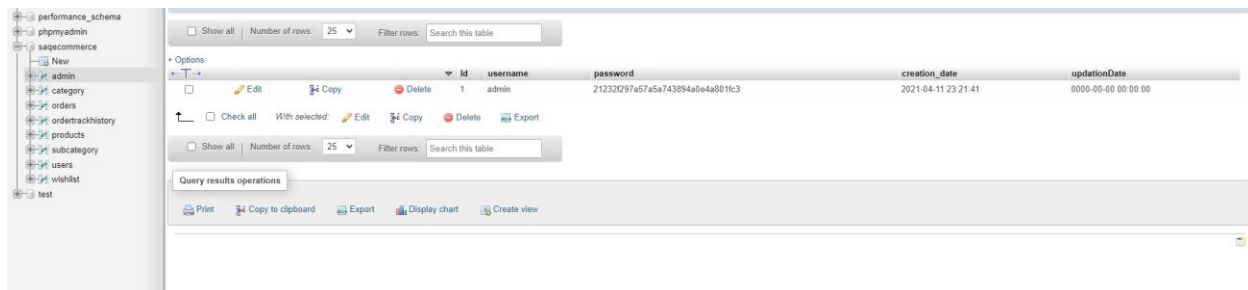 performance_schema
phpmyadmin
saqecommerce
New
admin
category
orders
ordertrackhistory
products
subcategory
users
wishlist
test
Show all | Number of rows: 25 Filter rows: Search this table
+ Options
Id username password creation_date updationDate
Edit Copy Delete 1 admin 21232f297a57a5a743894a0e4a801fc3 2021-04-11 23:21:41 0000-00-00 00:00:00
Check all With selected: Edit Copy Delete Export
Show all | Number of rows: 25 Filter rows: Search this table
Query results operations
Print Copy to clipboard Export Display chart Create view